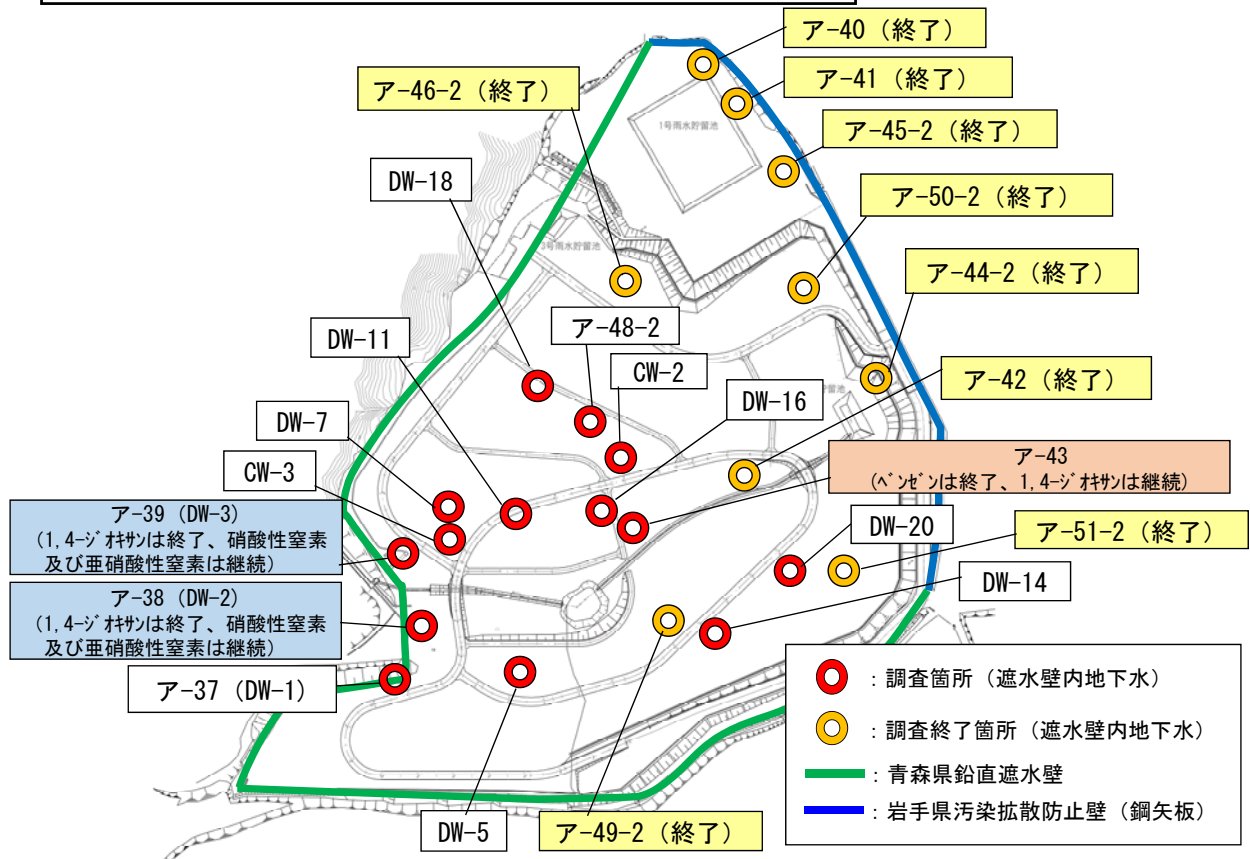 ア-40（終了）
ア-41（終了）
ア-46-2（終了）
ア-45-2（終了）
1号雨水貯留池
DW-18
ア-50-2（終了）
3号雨水貯留池
ア-44-2（終了）
DW-11
ア-48-2
CW-2
ア-42（終了）
DW-16
貯留池
DW-7
CW-3
ア-43
(ﾍﾞﾝｾﾞﾝは終了、1,4-ｼﾞｵｷｻﾝは継続)
ア-39（DW-3）
(1,4-ｼﾞｵｷｻﾝは終了、硝酸性窒素
及び亜硝酸性窒素は継続)
DW-20
ア-51-2（終了）
DW-14
ア-38（DW-2）
(1,4-ｼﾞｵｷｻﾝは終了、硝酸性窒素
及び亜硝酸性窒素は継続)
ア-37（DW-1）
DW-5
ア-49-2（終了）
：調査箇所（遮水壁内地下水）
：調査終了箇所（遮水壁内地下水）
：青森県鉛直遮水壁
：岩手県汚染拡散防止壁（鋼矢板）